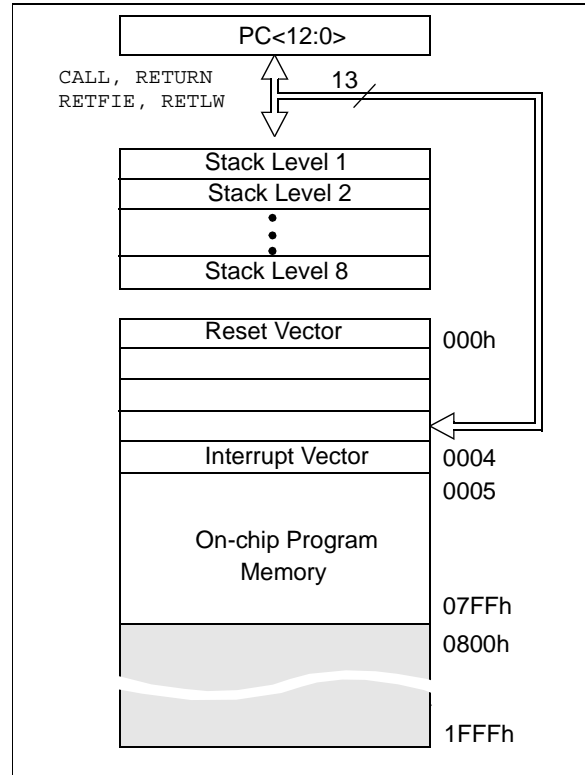 PC<12:0>
CALL, RETURN
RETFIE, RETLW
13
Stack Level 1
Stack Level 2
Stack Level 8
Reset Vector
000h
Interrupt Vector
0004
0005
On-chip Program
Memory
07FFh
0800h
1FFFh